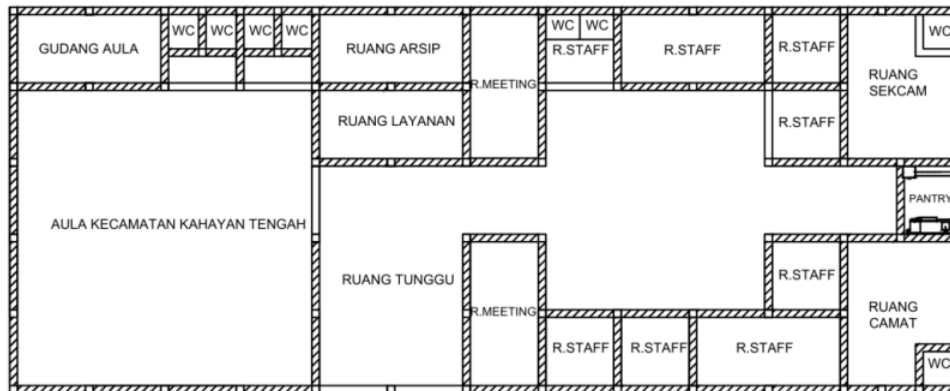 GUDANG AULA
WC
WC
WC
WC
RUANG ARSIP
R.MEETING
WC
WC
R.STAFF
R.STAFF
R.STAFF
WC
RUANG
SEKCAM
RUANG LAYANAN
R.STAFF
AULA KECAMATAN KAHAYAN TENGAH
PANTRY
RUANG TUNGGU
R.MEETING
R.STAFF
RUANG
CAMAT
R.STAFF
R.STAFF
R.STAFF
WC